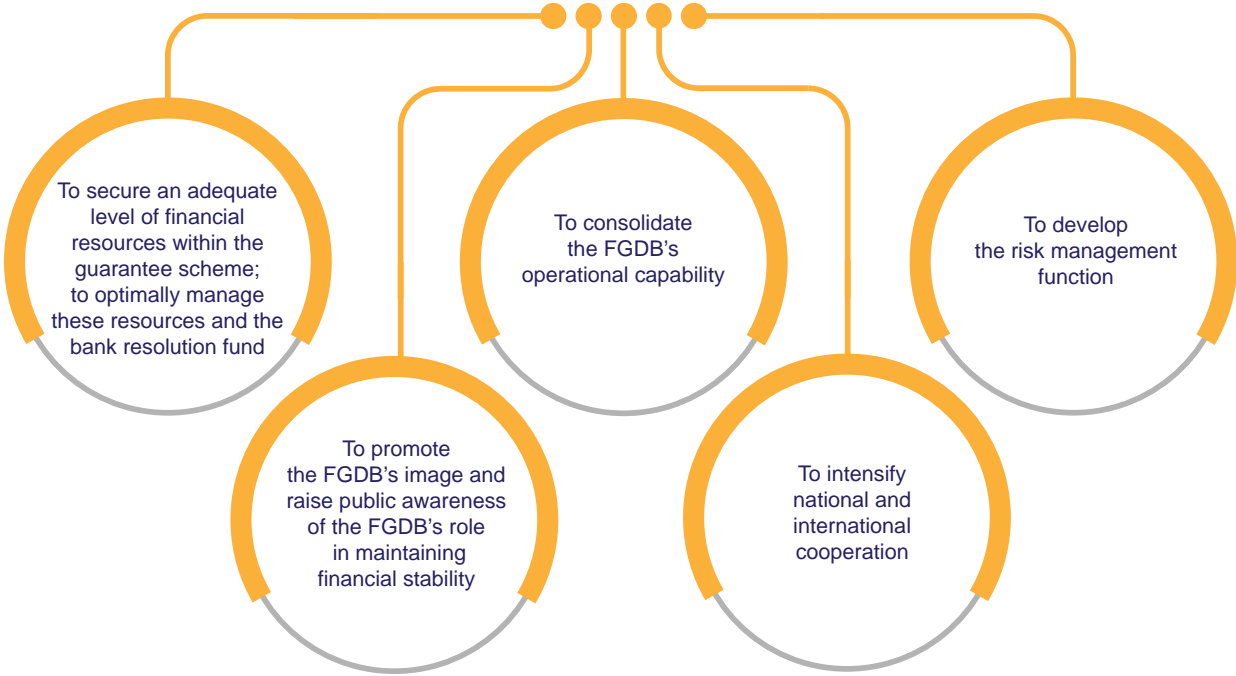 To secure an adequate
level of financial
resources within the
guarantee scheme;
to optimally manage
these resources and the
bank resolution fund
To promote
the FGDB's image and
raise public awareness
of the FGDB's role
in maintaining
financial stability
To consolidate
the FGDB's
operational capability
To intensify
national and
international
cooperation
To develop
the risk management
function